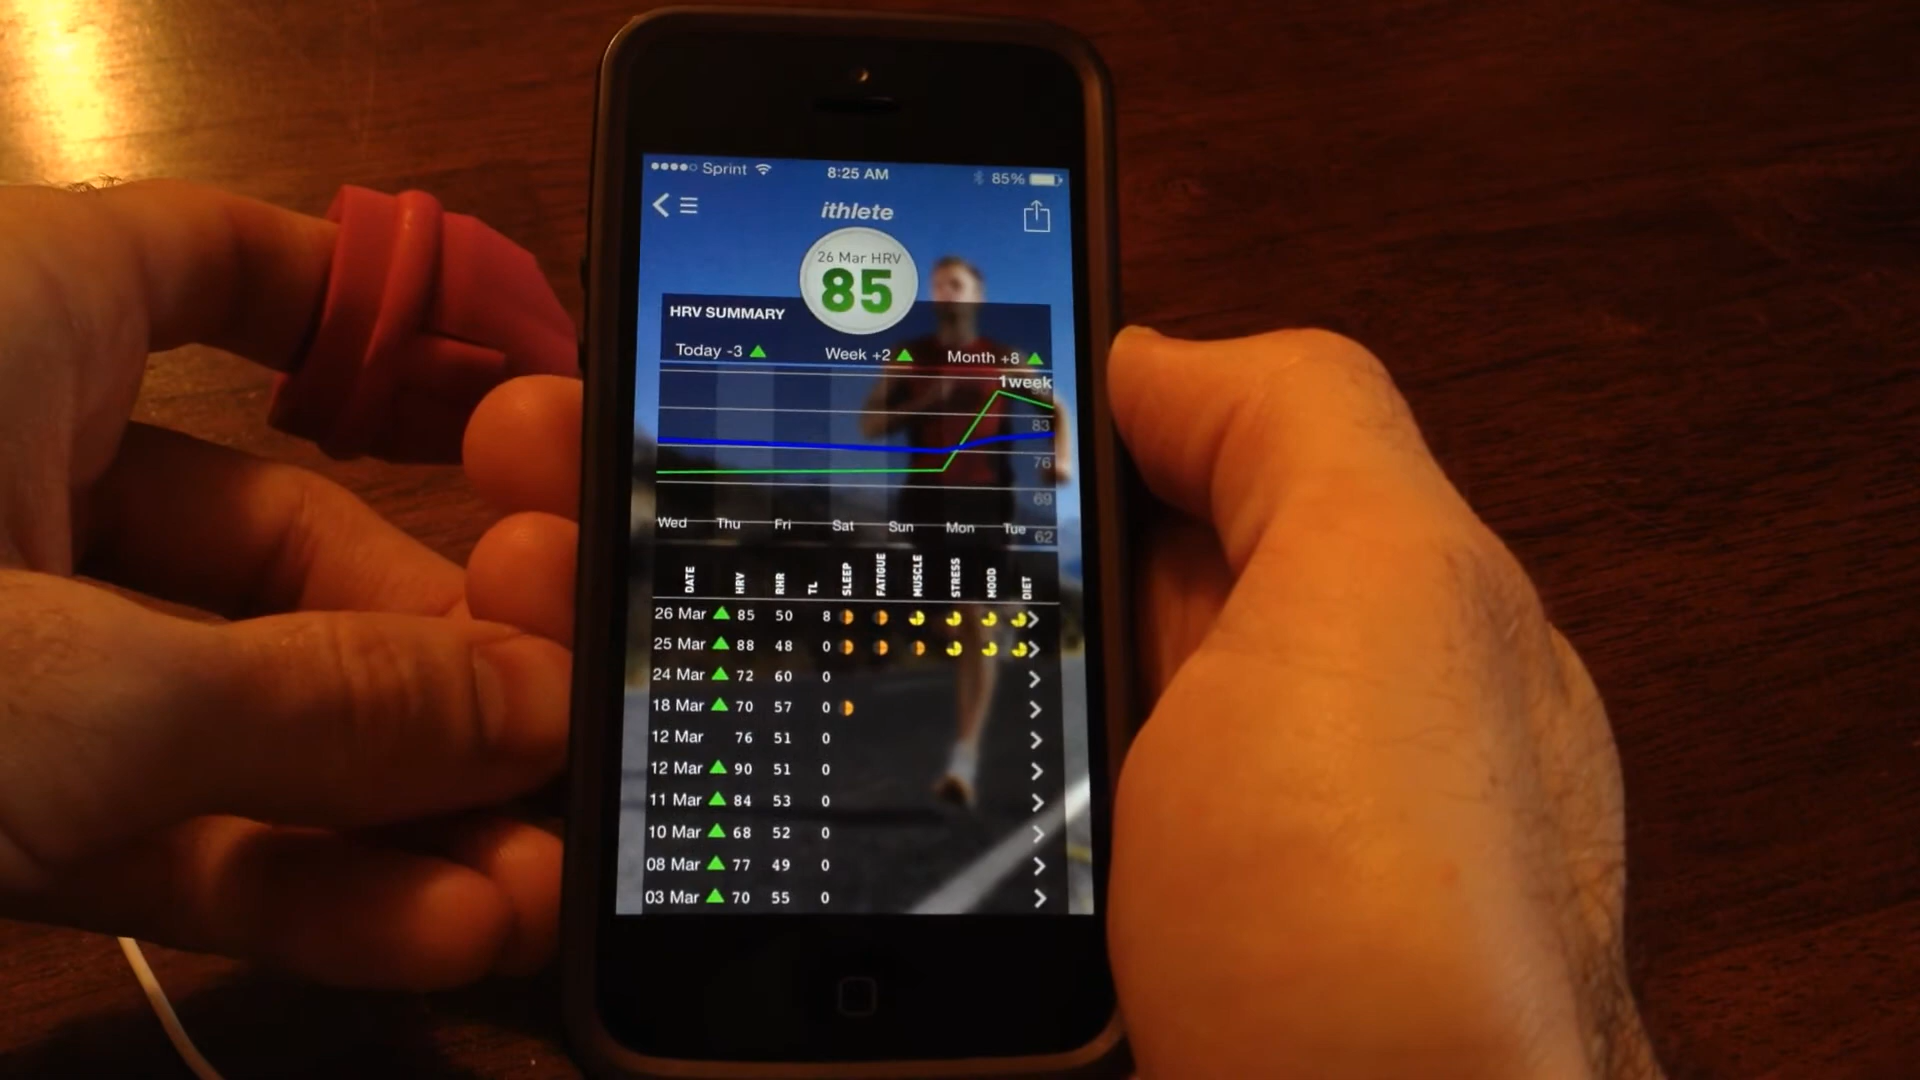 Sprint 8:25 AM 85%
ithlete
26 Mar HRV
85
HRV SUMMARY
Today -3 Week +2 Month +8
1week
83
76
69
62
Wed Thu Fri Sat Sun Mon Tue
DATE HRV RHR TL SLEEP FATIGUE MUSCLE STRESS MOOD DIET
26 Mar 85 50 8
25 Mar 88 48 0
24 Mar 72 60 0
18 Mar 70 57 0
12 Mar 76 51 0
12 Mar 90 51 0
11 Mar 84 53 0
10 Mar 68 52 0
08 Mar 77 49 0
03 Mar 70 55 0